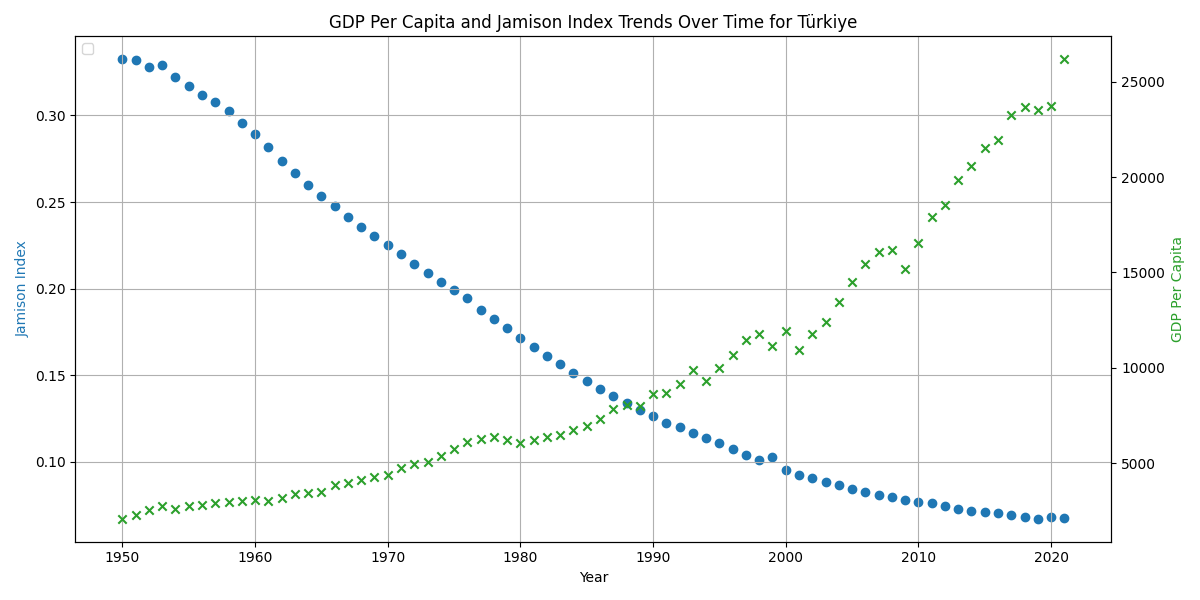 GDP Per Capita and Jamison Index Trends Over Time for Türkiye
Jamison Index
0.30
0.25
0.20
0.15
0.10
25000
20000
15000
10000
5000
GDP Per Capita
1950 1960 1970 1980 1990 2000 2010 2020
Year